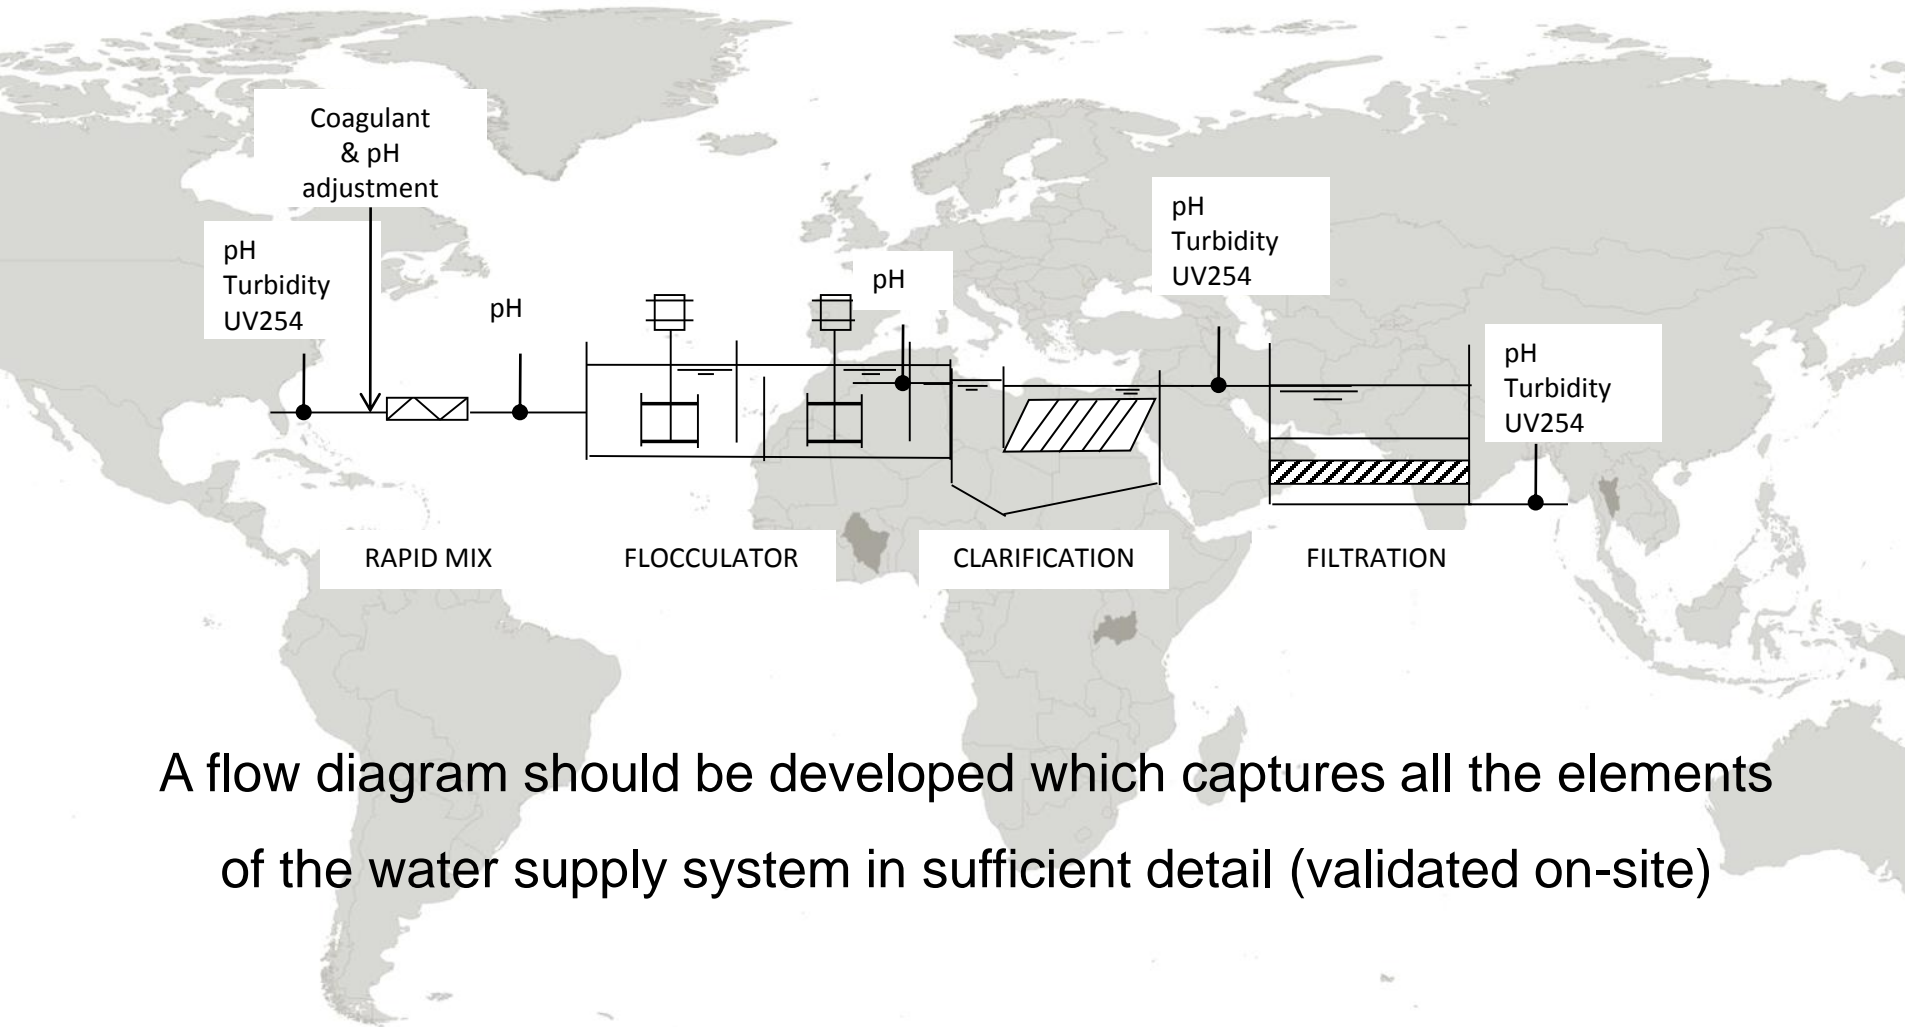 Coagulant
& pH
adjustment
pH
Turbidity
UV254
pH
pH
pH
Turbidity
UV254
pH
Turbidity
UV254
RAPID MIX
FLOCCULATOR
CLARIFICATION
FILTRATION
A flow diagram should be developed which captures all the elements
of the water supply system in sufficient detail (validated on-site)